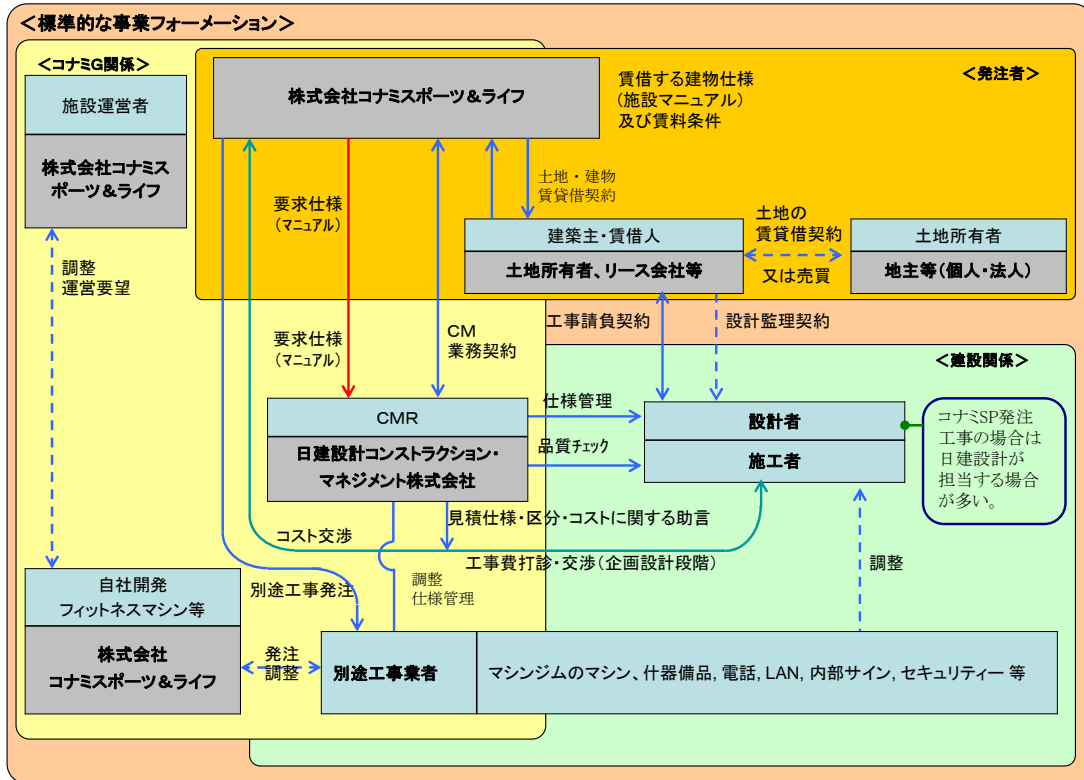 ＜標準的な事業フォーメーション＞
＜コナミG関係＞
施設運営者
株式会社コナミス
ポーツ＆ライフ
株式会社コナミスポーツ＆ライフ
賃借する建物仕様
(施設マニュアル)
及び賃料条件
＜発注者＞
要求仕様
(マニュアル)
土地・建物
賃貸借契約
建築主・賃借人
土地所有者、リース会社等
土地の
賃貸借契約
又は売買
土地所有者
地主等(個人・法人)
調整
運営要望
要求仕様
(マニュアル)
CM
業務契約
工事請負契約
設計監理契約
＜建設関係＞
CMR
日建設計コンストラクション・
マネジメント株式会社
仕様管理
品質チェック
設計者
施工者
コナミSP発注
工事の場合は
日建設計が
担当する場合
が多い。
見積仕様・区分・コストに関する助言
コスト交渉
工事費打診・交渉(企画設計段階)
自社開発
フィットネスマシン等
株式会社
コナミスポーツ＆ライフ
別途工事発注
調整
仕様管理
調整
発注
調整
別途工事業者
マシンジムのマシン、什器備品, 電話, LAN, 内部サイン, セキュリティー 等